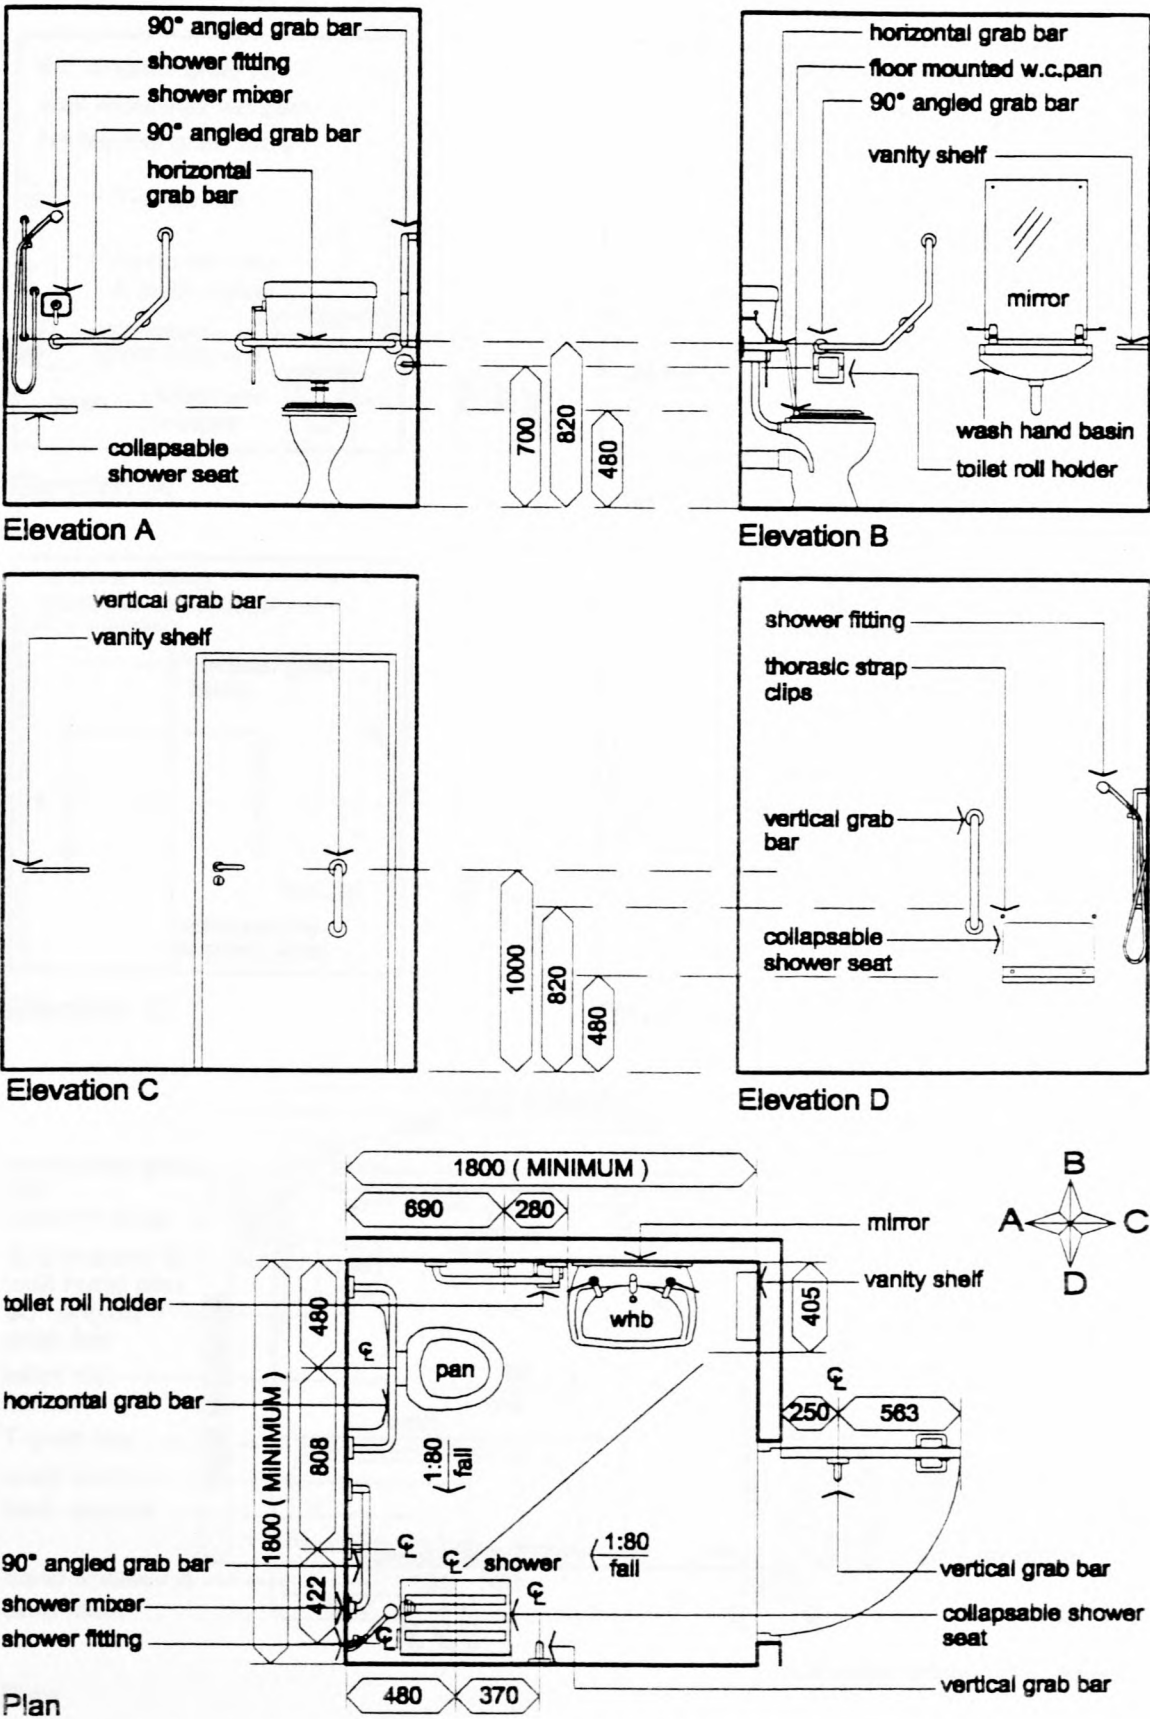 90° angled grab bar
shower fitting
shower mixer
90° angled grab bar
horizontal
grab bar
collapsable
shower seat
700
820
480
Elevation A
horizontal grab bar
floor mounted w.c.pan
90° angled grab bar
vanity shelf
mirror
wash hand basin
toilet roll holder
Elevation B
vertical grab bar
vanity shelf
1000
820
480
Elevation C
shower fitting
thorasic strap
clips
vertical grab
bar
collapsable
shower seat
Elevation D
1800 ( MINIMUM )
690
280
mirror
vanity shelf
B
A
C
D
toilet roll holder
480
℄
pan
whb
405
horizontal grab bar
1800 ( MINIMUM )
808
1:80
fall
℄
250
563
90° angled grab bar
422
℄
℄
shower
1:80
fall
vertical grab bar
shower mixer
℄
collapsable shower
seat
shower fitting
℄
vertical grab bar
480
370
Plan